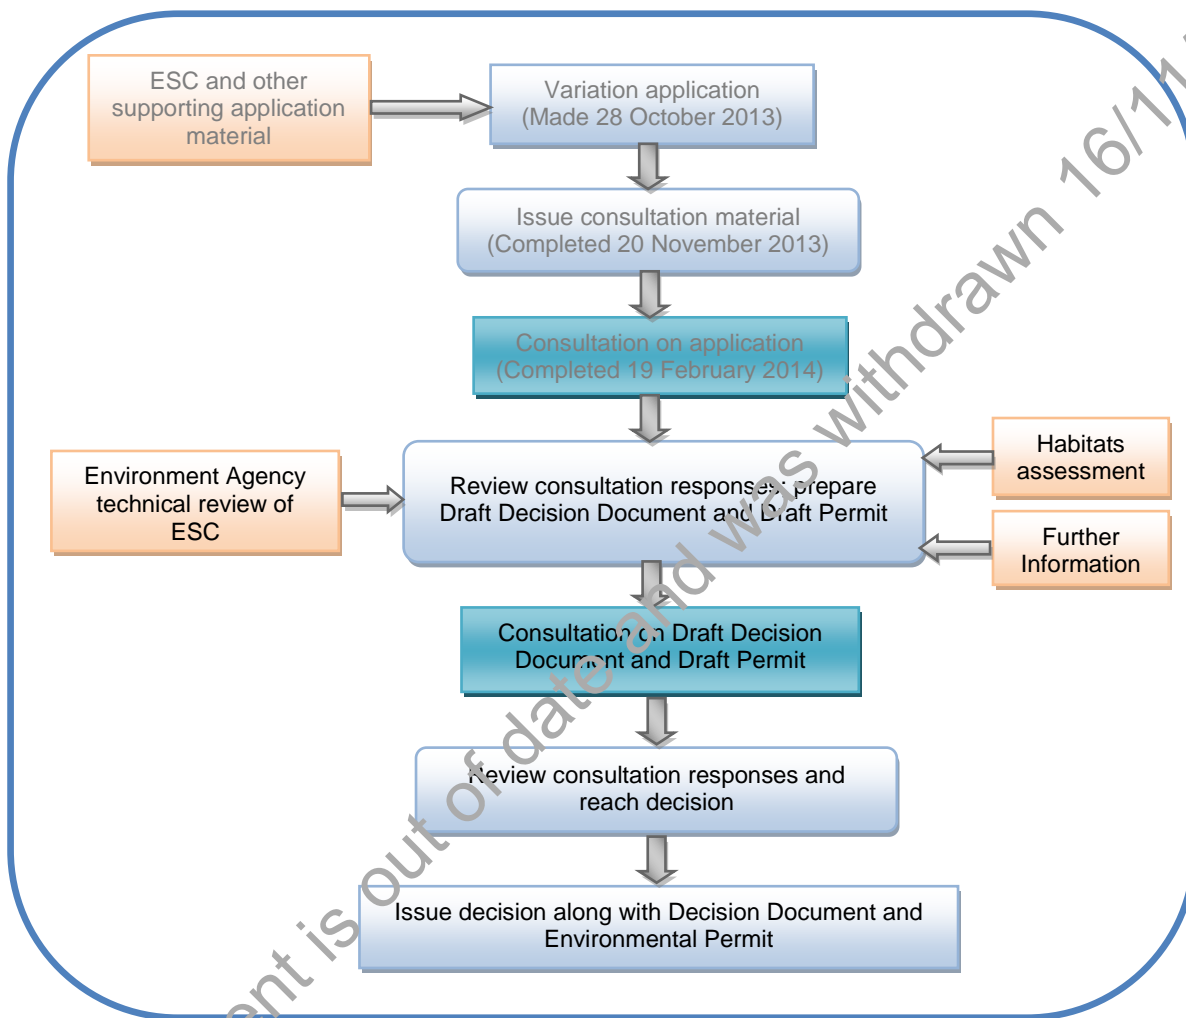 ESC and other
supporting application
material
Variation application
(Made 28 October 2013)
Issue consultation material
(Completed 20 November 2013)
Consultation on application
(Completed 19 February 2014)
Environment Agency
technical review of
ESC
Review consultation responses; prepare
Draft Decision Document and Draft Permit
Habitats
assessment
Further
Information
Consultation on Draft Decision
Document and Draft Permit
Review consultation responses and
reach decision
Issue decision along with Decision Document and
Environmental Permit
is out of date and was withdrawn 16/11